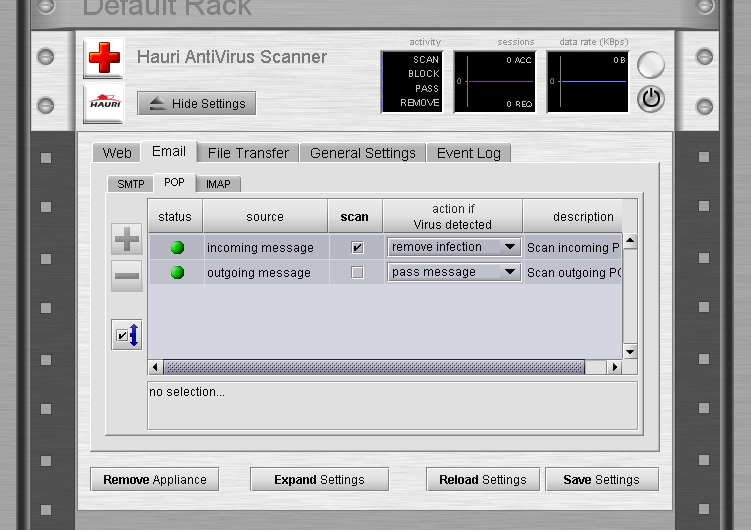 Default Rack
Hauri AntiVirus Scanner
activity
sessions
data rate (KBps)
SCAN
BLOCK
PASS
REMOVE
0 ACC
0
0 REQ
0 B
0
HAURI
Hide Settings
Web
Email
File Transfer
General Settings
Event Log
SMTP
POP
IMAP
status
source
scan
action if
Virus detected
description
incoming message
remove infection
Scan incoming P
outgoing message
pass message
Scan outgoing PO
no selection...
Remove Appliance
Expand Settings
Reload Settings
Save Settings